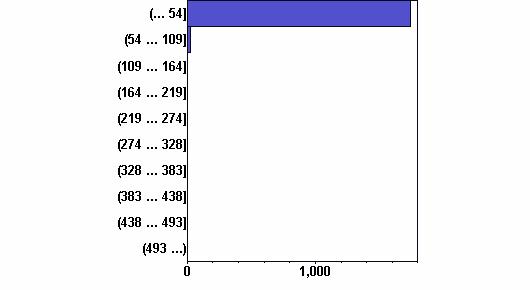 (... 54]
(54 ... 109]
(109 ... 164]
(164 ... 219]
(219 ... 274]
(274 ... 328]
(328 ... 383]
(383 ... 438]
(438 ... 493]
(493 ...)
0 1,000